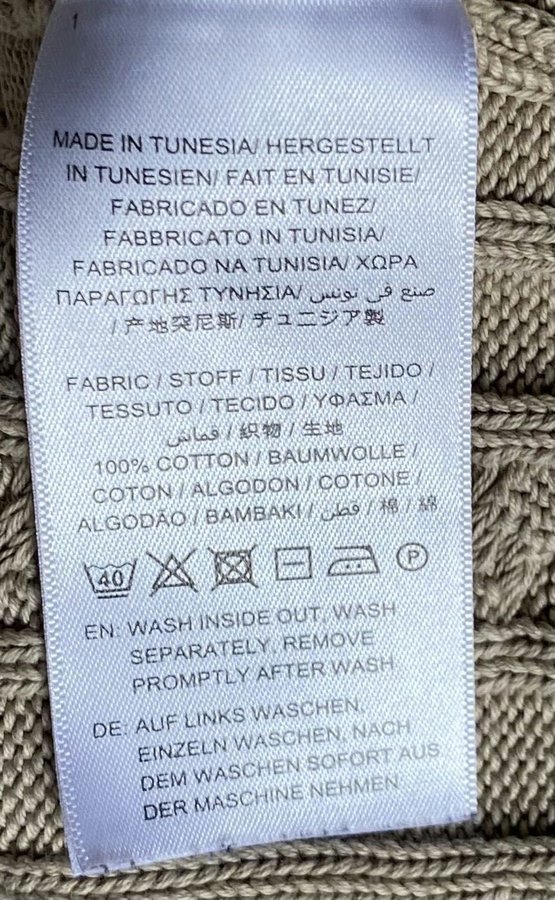 1
MADE IN TUNESIA/ HERGESTELLT
IN TUNESIEN/ FAIT EN TUNISIE/
FABRICADO EN TUNEZ/
FABBRICATO IN TUNISIA/
FABRICADO NA TUNISIA/ ΧΩΡΑ
ΠΑΡΑΓΩΓΗΣ ΤΥΝΗΣΙΑ/ صنع في تونس
/ 产地突尼斯/ チュニジア製
FABRIC / STOFF / TISSU / TEJIDO /
TESSUTO / TECIDO / ΥΦΑΣΜΑ /
قماش / 织物 / 生地
100% COTTON / BAUMWOLLE /
COTON / ALGODON / COTONE /
ALGODÃO / BAMBAKI / قطن / 棉 / 綿
40 P
EN: WASH INSIDE OUT, WASH
SEPARATELY, REMOVE
PROMPTLY AFTER WASH
DE: AUF LINKS WASCHEN,
EINZELN WASCHEN, NACH
DEM WASCHEN SOFORT AUS
DER MASCHINE NEHMEN